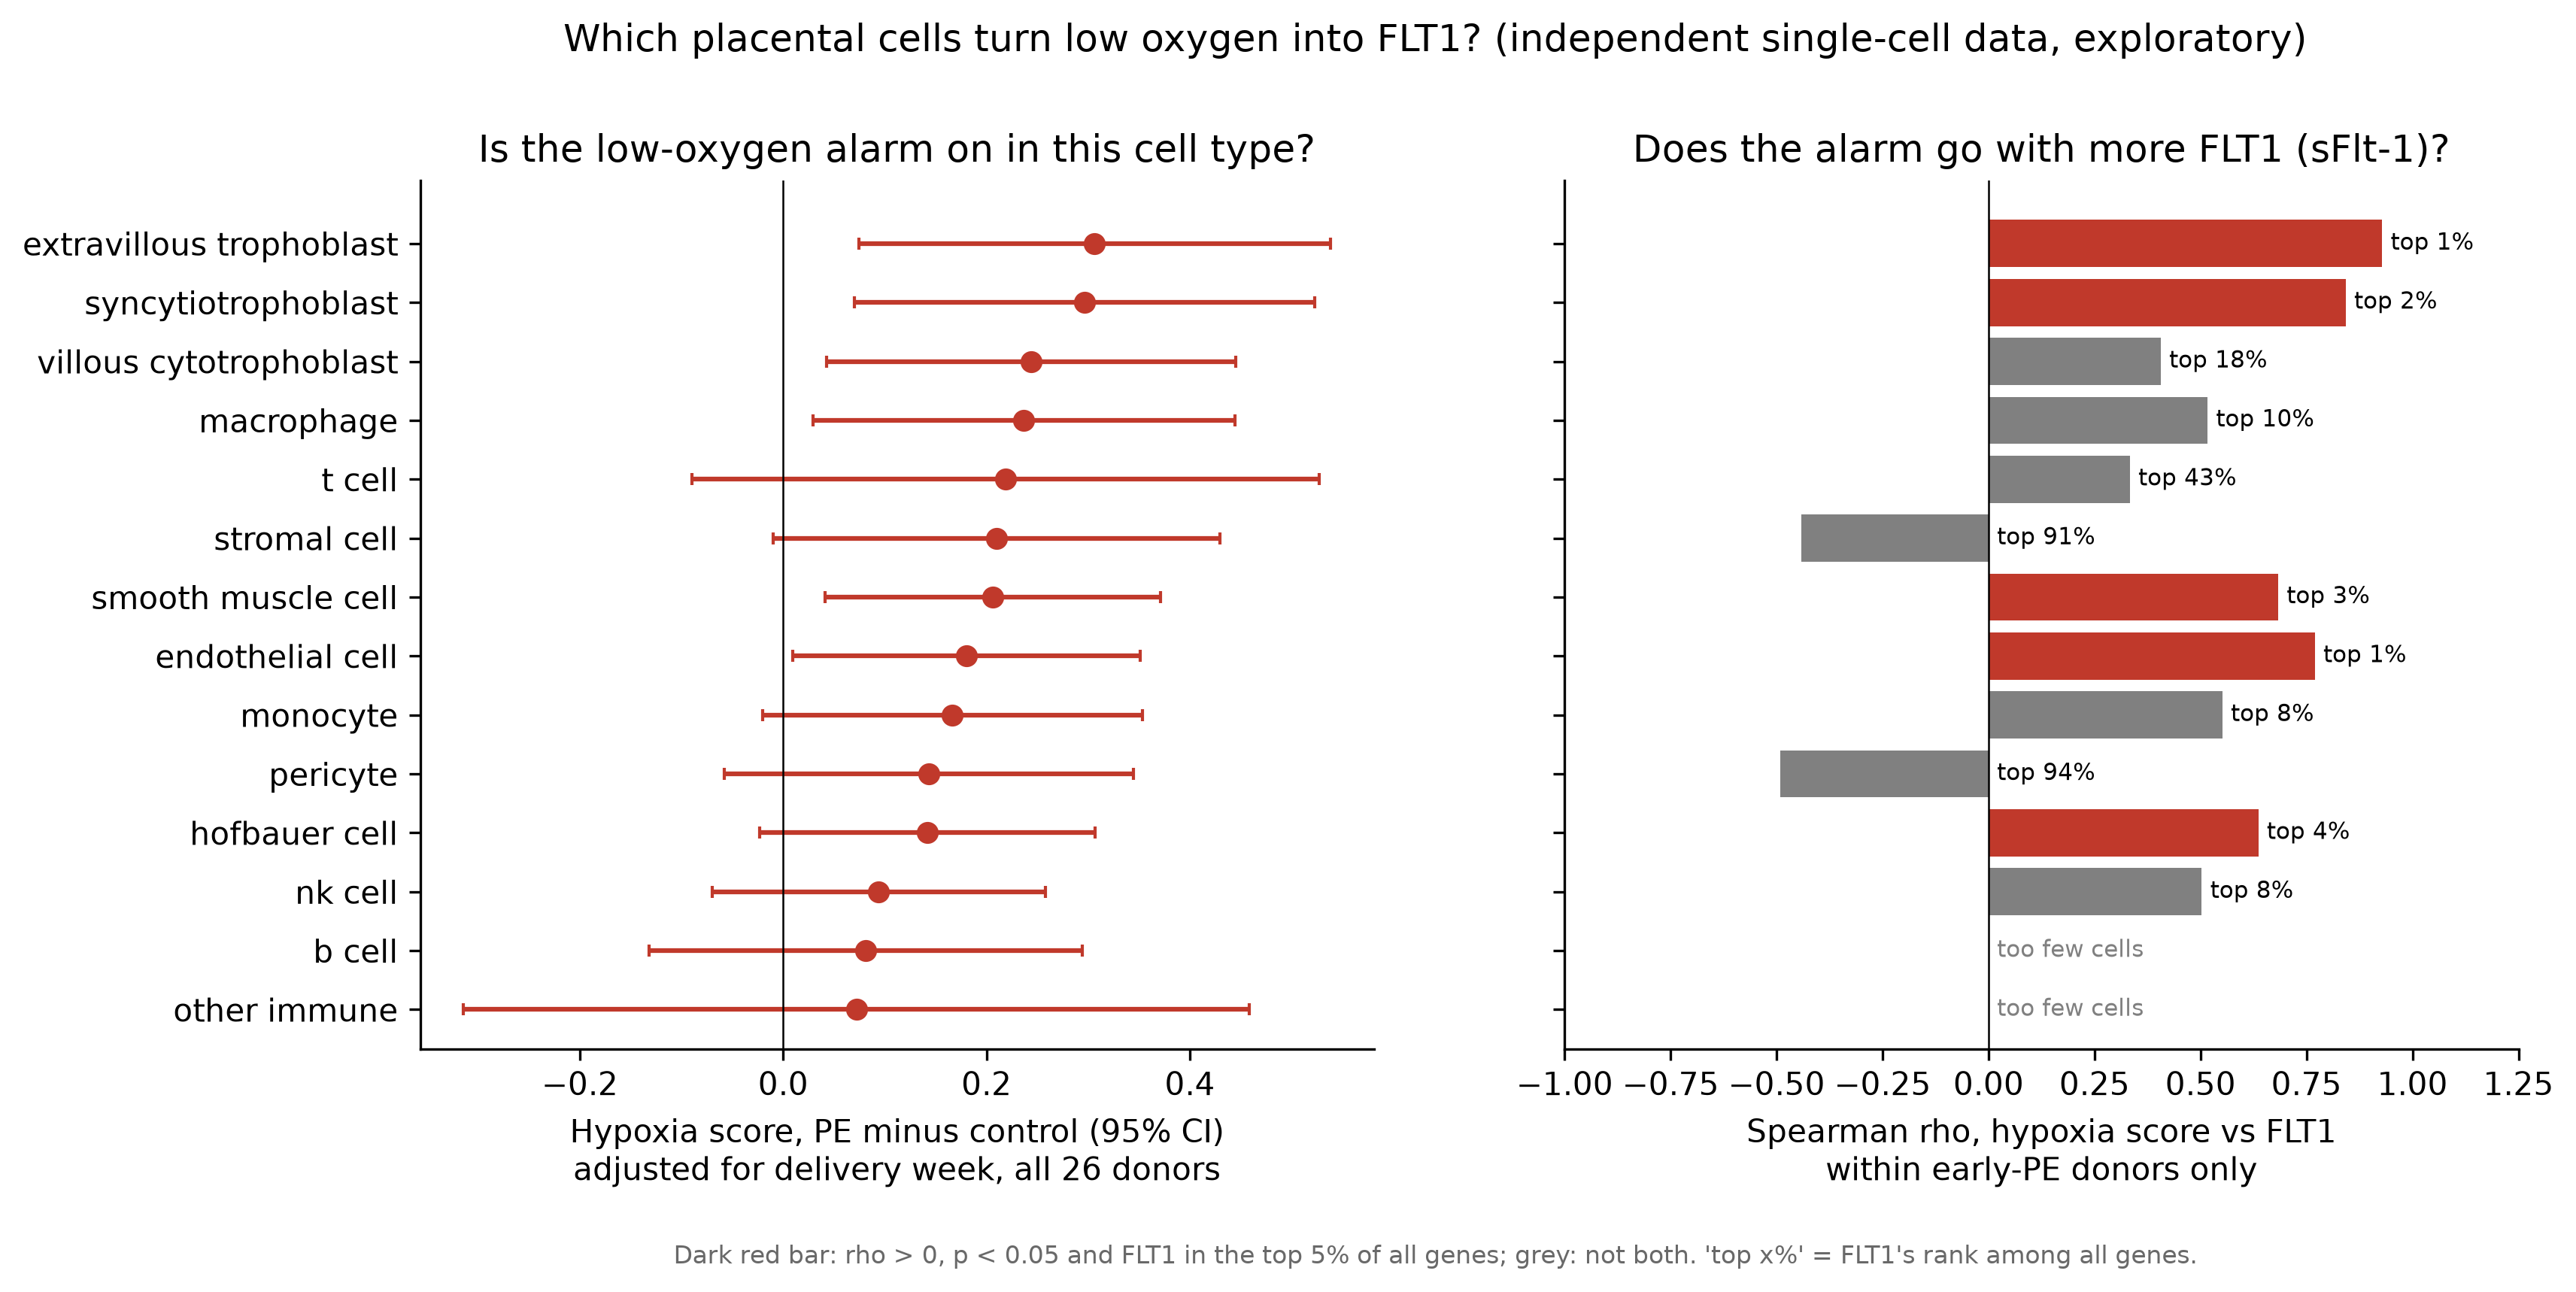 Which placental cells turn low oxygen into FLT1? (independent single-cell data, exploratory)
Is the low-oxygen alarm on in this cell type?
extravillous trophoblast
syncytiotrophoblast
villous cytotrophoblast
macrophage
t cell
stromal cell
smooth muscle cell
endothelial cell
monocyte
pericyte
hofbauer cell
nk cell
b cell
other immune
−0.2 0.0 0.2 0.4
Hypoxia score, PE minus control (95% CI)
adjusted for delivery week, all 26 donors
Does the alarm go with more FLT1 (sFlt-1)?
top 1%
top 2%
top 18%
top 10%
top 43%
top 91%
top 3%
top 1%
top 8%
top 94%
top 4%
top 8%
too few cells
too few cells
−1.00 −0.75 −0.50 −0.25 0.00 0.25 0.50 0.75 1.00 1.25
Spearman rho, hypoxia score vs FLT1
within early-PE donors only
Dark red bar: rho > 0, p < 0.05 and FLT1 in the top 5% of all genes; grey: not both. 'top x%' = FLT1's rank among all genes.